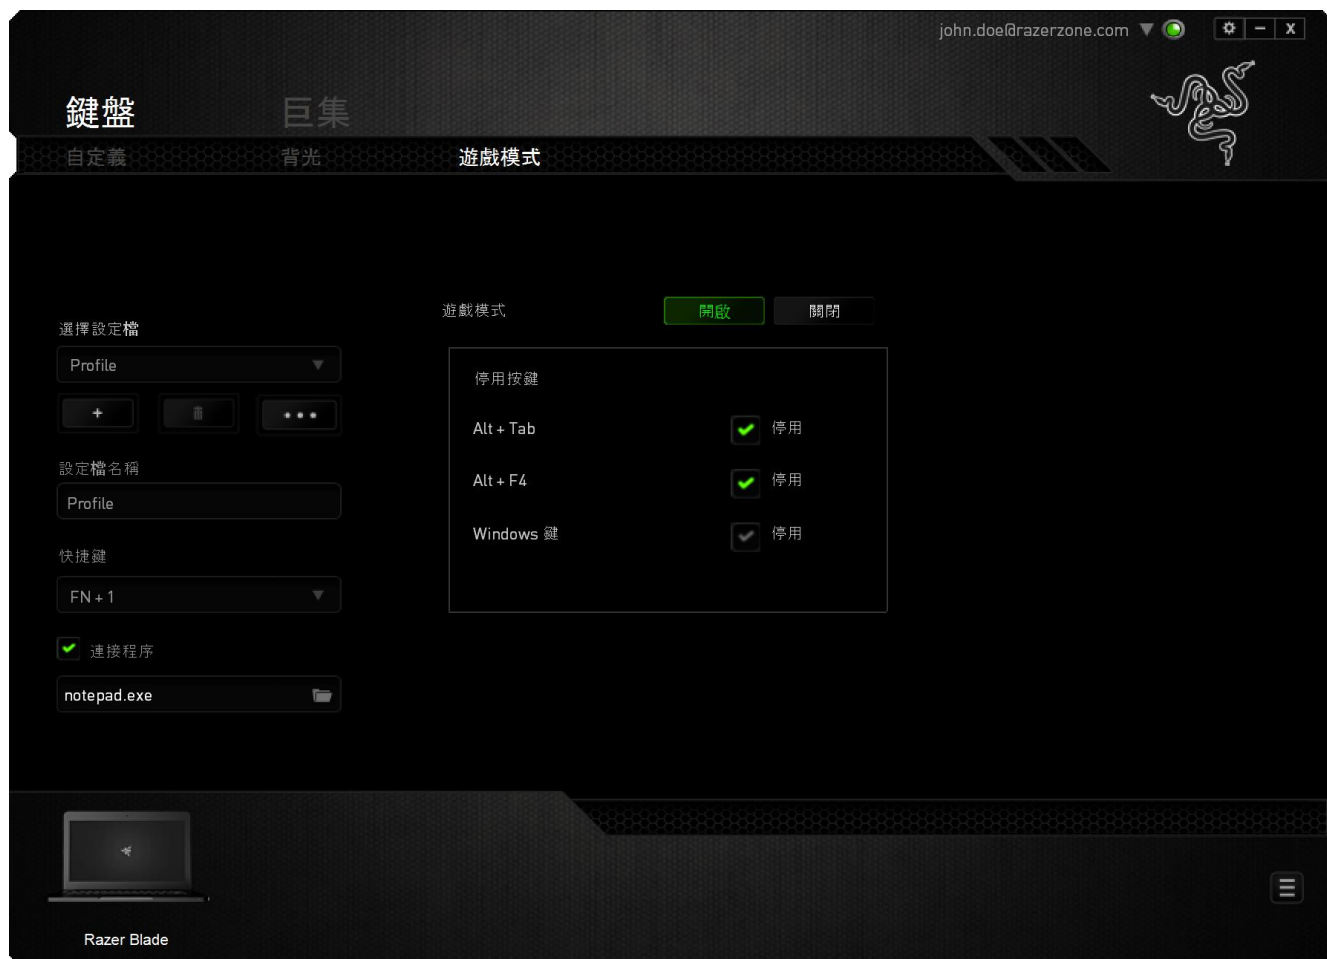 john.doe@razerzone.com
鍵盤 巨集
自定義 背光 遊戲模式
遊戲模式 開啟 關閉
選擇設定檔
Profile
停用按鍵
Alt + Tab 停用
設定檔名稱
Alt + F4 停用
Profile
Windows 鍵 停用
快捷鍵
FN + 1
連接程序
notepad.exe
Razer Blade